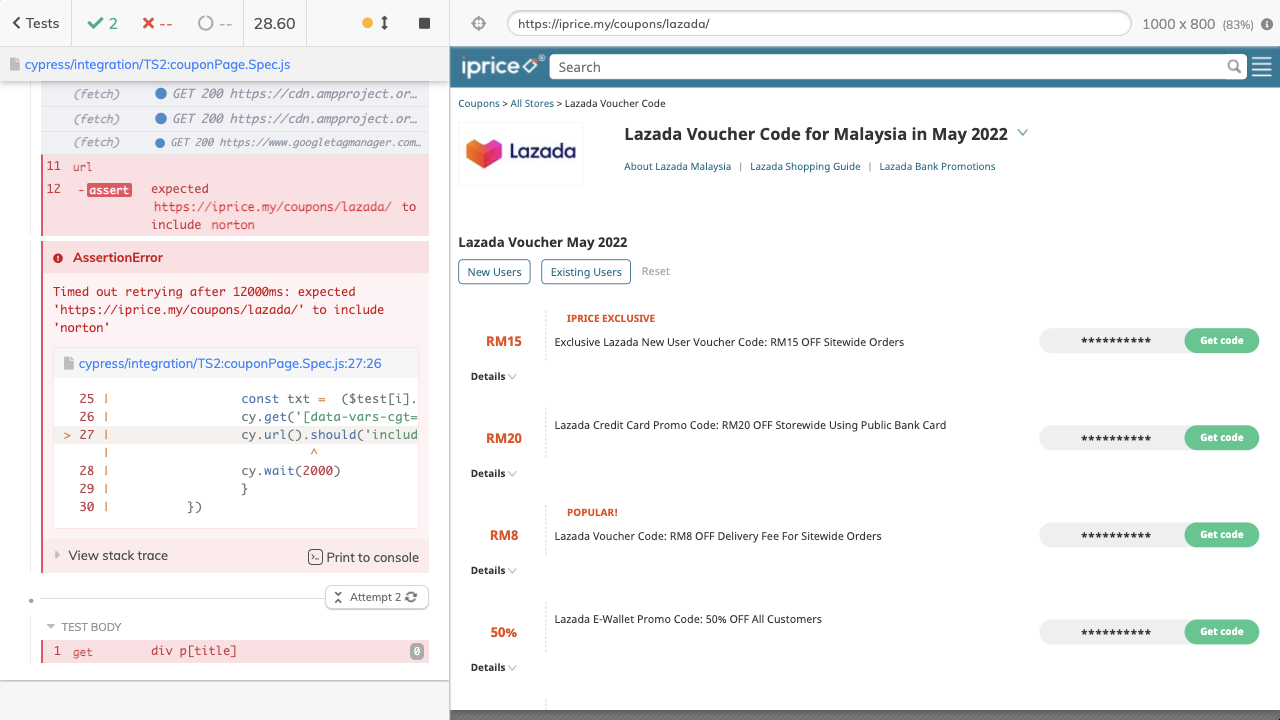 Tests
2
--
--
28.60
https://iprice.my/coupons/lazada/
1000 x 800 (83%)
cypress/integration/TS2:couponPage.Spec.js
(fetch) GET 200 https://cdn.ampproject.or...
(fetch) GET 200 https://cdn.ampproject.or...
(fetch) GET 200 https://www.googletagmanager.com...
11 url
12 -assert expected
https://iprice.my/coupons/lazada/ to
include norton
AssertionError
Timed out retrying after 12000ms: expected
'https://iprice.my/coupons/lazada/' to include
'norton'
cypress/integration/TS2:couponPage.Spec.js:27:26
25 | const txt = ($test[i].
26 | cy.get('[data-vars-cgt=
> 27 | cy.url().should('includ
| ^
28 | cy.wait(2000)
29 | }
30 | })
View stack trace
Print to console
Attempt 2
TEST BODY
1 get div p[title] 0
iprice
Search
Coupons > All Stores > Lazada Voucher Code
Lazada
Lazada Voucher Code for Malaysia in May 2022
About Lazada Malaysia | Lazada Shopping Guide | Lazada Bank Promotions
Lazada Voucher May 2022
New Users Existing Users Reset
IPRICE EXCLUSIVE
RM15 Exclusive Lazada New User Voucher Code: RM15 OFF Sitewide Orders ********** Get code
Details
Lazada Credit Card Promo Code: RM20 OFF Storewide Using Public Bank Card
RM20 ********** Get code
Details
POPULAR!
RM8 Lazada Voucher Code: RM8 OFF Delivery Fee For Sitewide Orders ********** Get code
Details
Lazada E-Wallet Promo Code: 50% OFF All Customers
50% ********** Get code
Details